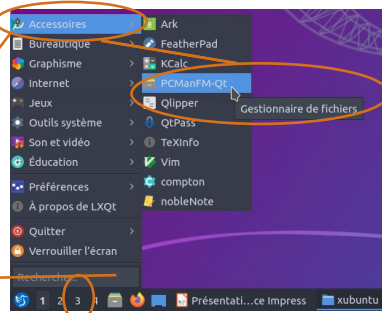 Accessoires
Bureautique
Graphisme
Internet
Jeux
Outils système
Son et vidéo
Éducation
Préférences
À propos de LXQt
Quitter
Verrouiller l'écran
Recherche...
Ark
FeatherPad
KCalc
PCManFM-Qt
Qlipper
QtPass
TeXInfo
Vim
compton
nobleNote
Gestionnaire de fichiers
1 2 3 4 Présentati...ce Impress xubuntu